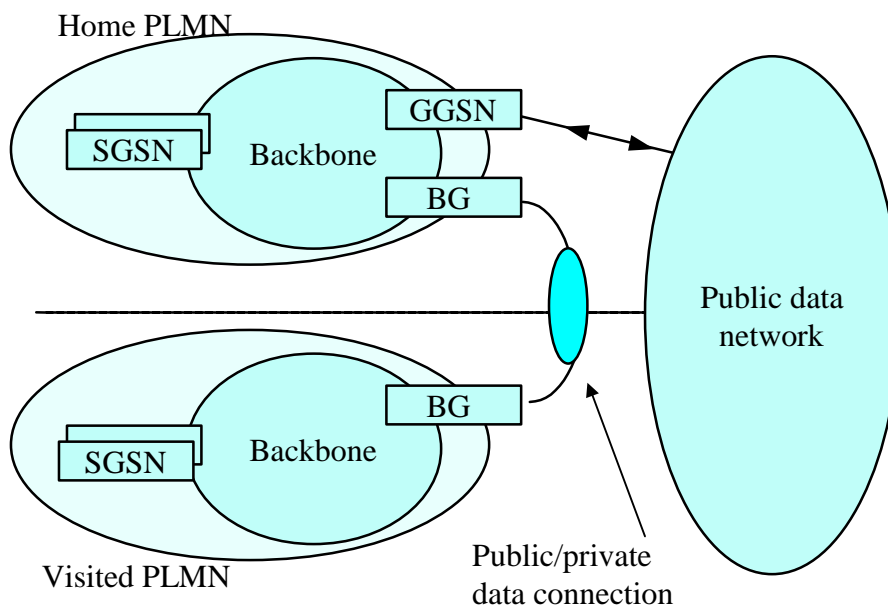 Home PLMN
GGSN
SGSN
Backbone
BG
Public data
network
BG
SGSN
Backbone
Public/private
data connection
Visited PLMN